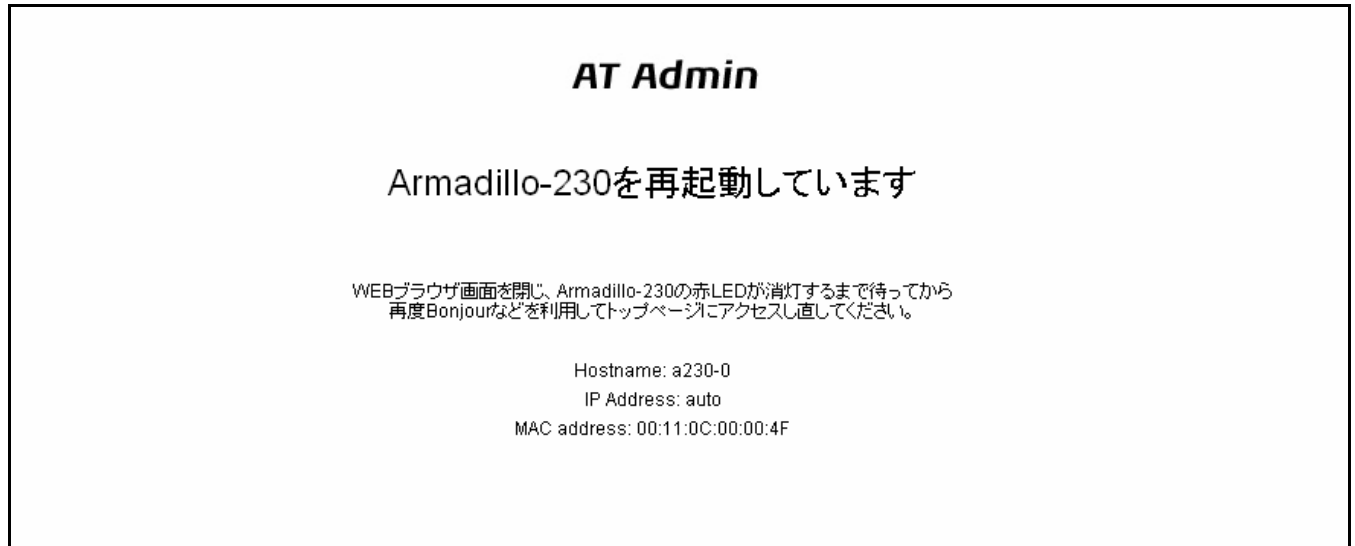 AT Admin
Armadillo-230を再起動しています
WEBブラウザ画面を閉じ、Armadillo-230の赤LEDが消灯するまで待ってから
再度Bonjourなどを利用してトップページにアクセスし直してください。
Hostname: a230-0
IP Address: auto
MAC address: 00:11:0C:00:00:4F